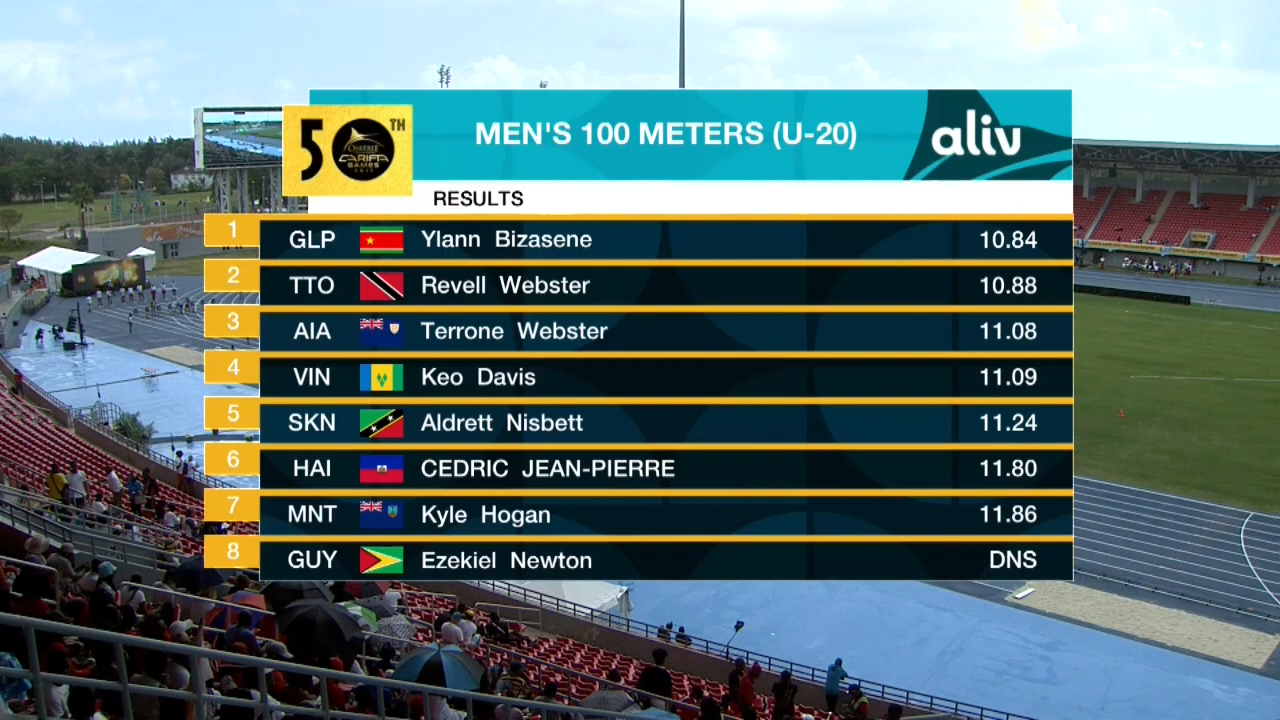 50TH
OAKTREE
CARIFTA
GAMES
MEN'S 100 METERS (U-20)
aliv
RESULTS
1 GLP Ylann Bizasene 10.84
2 TTO Revell Webster 10.88
3 AIA Terrone Webster 11.08
4 VIN Keo Davis 11.09
5 SKN Aldrett Nisbett 11.24
6 HAI CEDRIC JEAN-PIERRE 11.80
7 MNT Kyle Hogan 11.86
8 GUY Ezekiel Newton DNS